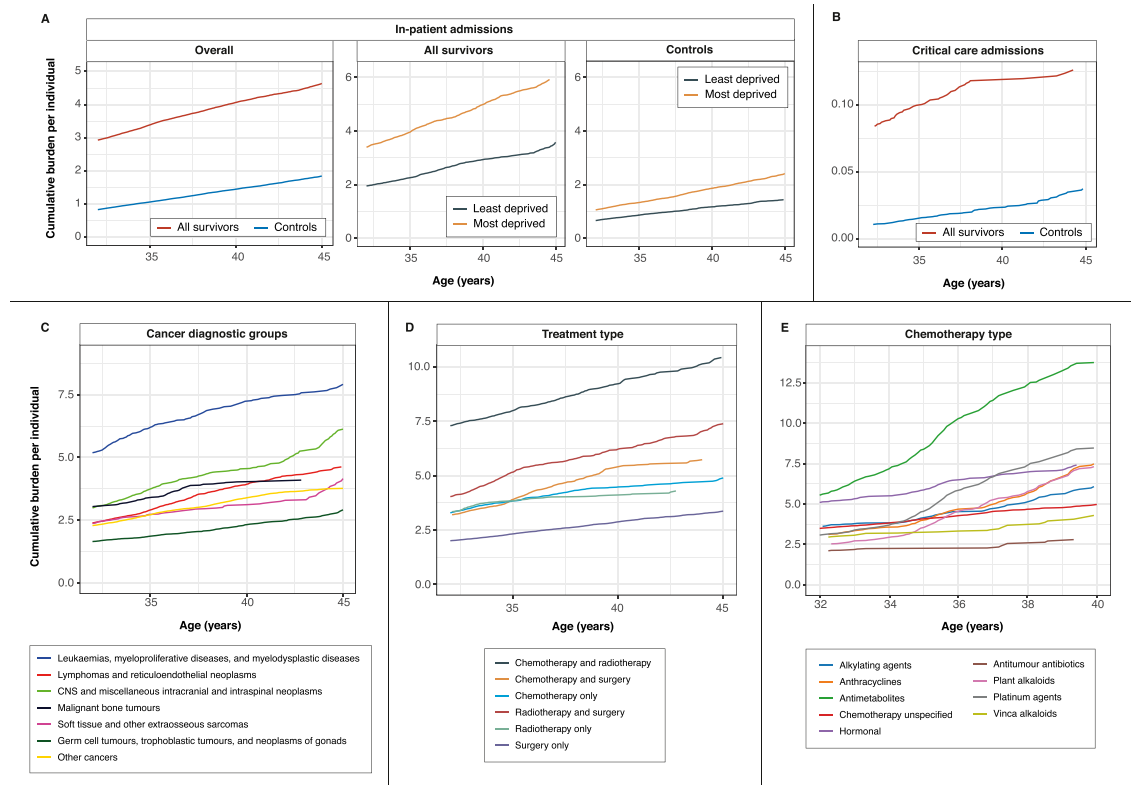 A
In-patient admissions
Overall
All survivors
Controls
Cumulative burden per individual
5
4
3
2
1
0
35
40
45
All survivors
Controls
6
4
2
0
35
40
45
Least deprived
Most deprived
6
4
2
0
35
40
45
Least deprived
Most deprived
Age (years)
B
Critical care admissions
0.10
0.05
0.00
35
40
45
All survivors
Controls
Age (years)
C
Cancer diagnostic groups
Cumulative burden per individual
7.5
5.0
2.5
0.0
35
40
45
Age (years)
Leukaemias, myeloproliferative diseases, and myelodysplastic diseases
Lymphomas and reticuloendothelial neoplasms
CNS and miscellaneous intracranial and intraspinal neoplasms
Malignant bone tumours
Soft tissue and other extraosseous sarcomas
Germ cell tumours, trophoblastic tumours, and neoplasms of gonads
Other cancers
D
Treatment type
10.0
7.5
5.0
2.5
0.0
35
40
45
Age (years)
Chemotherapy and radiotherapy
Chemotherapy and surgery
Chemotherapy only
Radiotherapy and surgery
Radiotherapy only
Surgery only
E
Chemotherapy type
12.5
10.0
7.5
5.0
2.5
0.0
32
34
36
38
40
Age (years)
Alkylating agents
Anthracyclines
Antimetabolites
Chemotherapy unspecified
Hormonal
Antitumour antibiotics
Plant alkaloids
Platinum agents
Vinca alkaloids